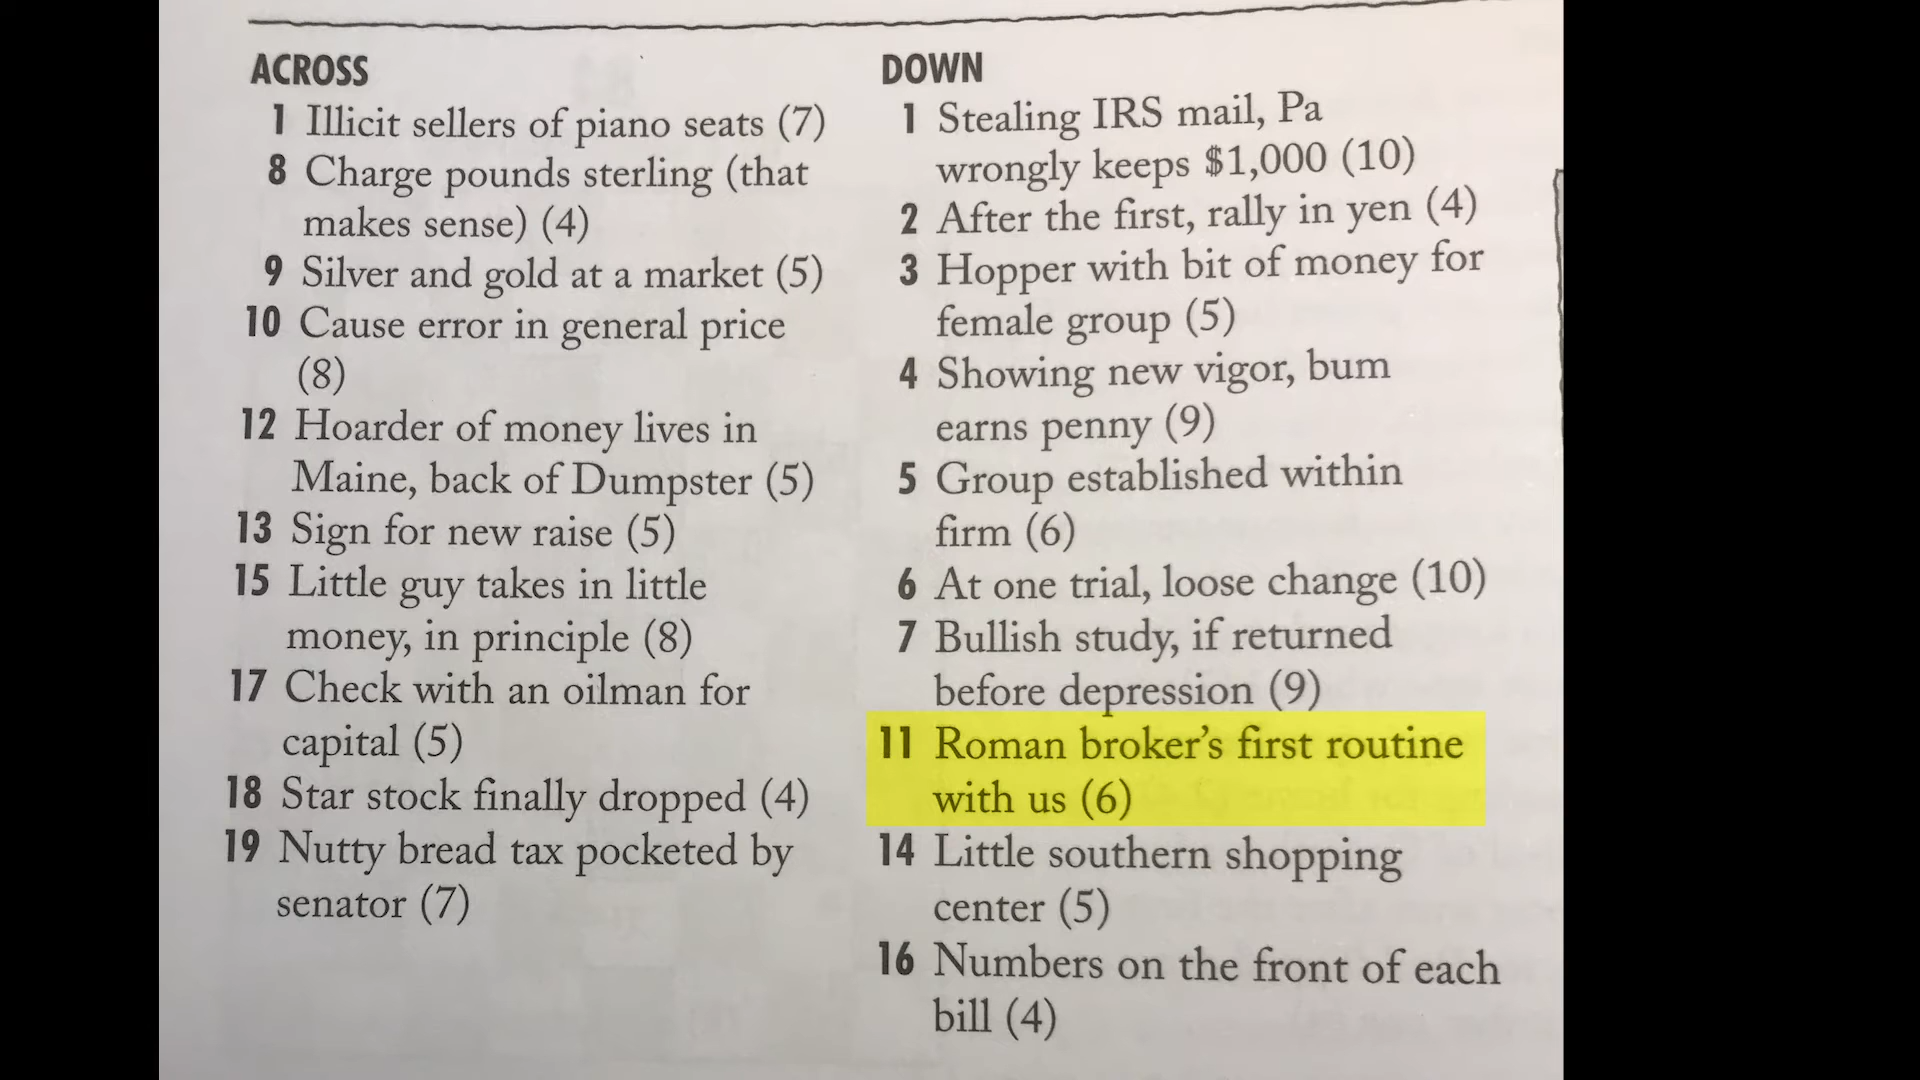 ACROSS
1 Illicit sellers of piano seats (7)
8 Charge pounds sterling (that
makes sense) (4)
9 Silver and gold at a market (5)
10 Cause error in general price
(8)
12 Hoarder of money lives in
Maine, back of Dumpster (5)
13 Sign for new raise (5)
15 Little guy takes in little
money, in principle (8)
17 Check with an oilman for
capital (5)
18 Star stock finally dropped (4)
19 Nutty bread tax pocketed by
senator (7)
DOWN
1 Stealing IRS mail, Pa
wrongly keeps $1,000 (10)
2 After the first, rally in yen (4)
3 Hopper with bit of money for
female group (5)
4 Showing new vigor, bum
earns penny (9)
5 Group established within
firm (6)
6 At one trial, loose change (10)
7 Bullish study, if returned
before depression (9)
11 Roman broker's first routine
with us (6)
14 Little southern shopping
center (5)
16 Numbers on the front of each
bill (4)